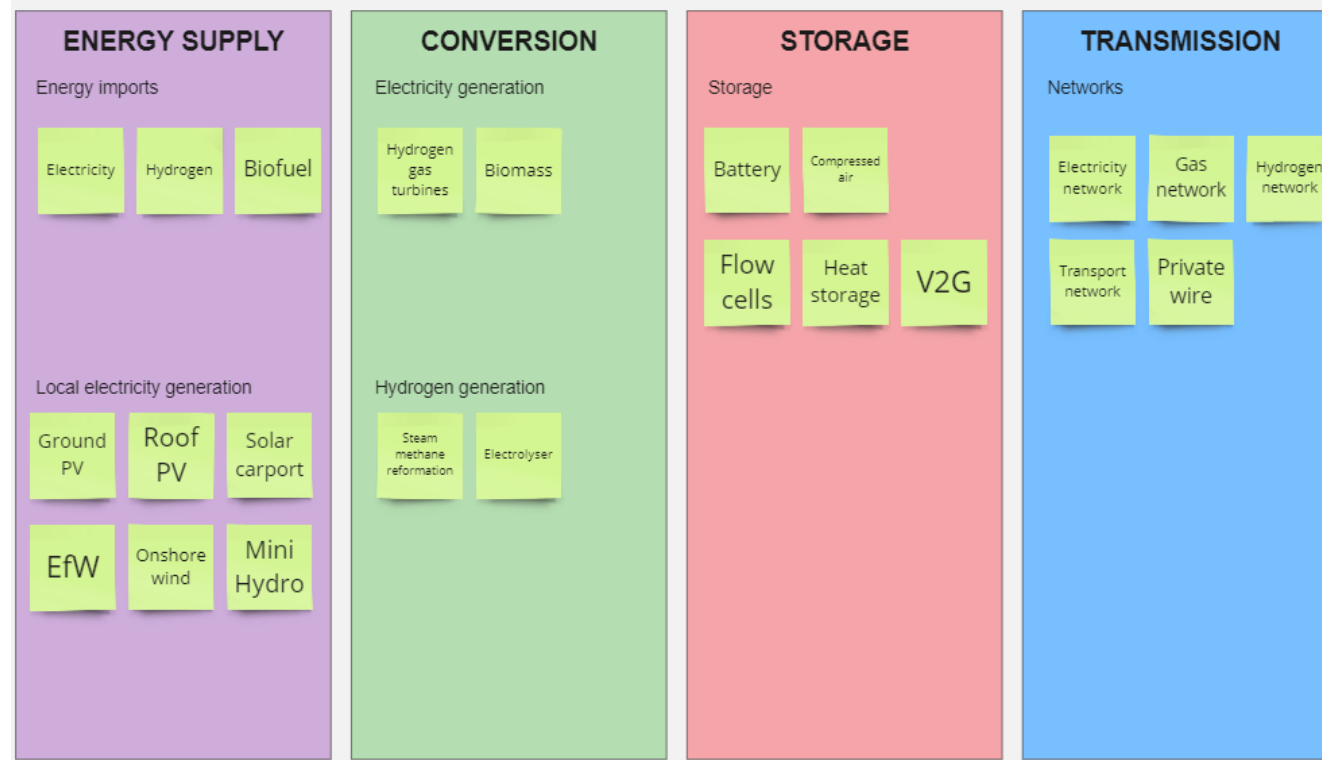 ENERGY SUPPLY
Energy imports
Electricity
Hydrogen
Biofuel
Local electricity generation
Ground
PV
Roof
PV
Solar
carport
EfW
Onshore
wind
Mini
Hydro
CONVERSION
Electricity generation
Hydrogen
gas
turbines
Biomass
Hydrogen generation
Steam
methane
reformation
Electrolyser
STORAGE
Storage
Battery
Compressed
air
Flow
cells
Heat
storage
V2G
TRANSMISSION
Networks
Electricity
network
Gas
network
Hydrogen
network
Transport
network
Private
wire